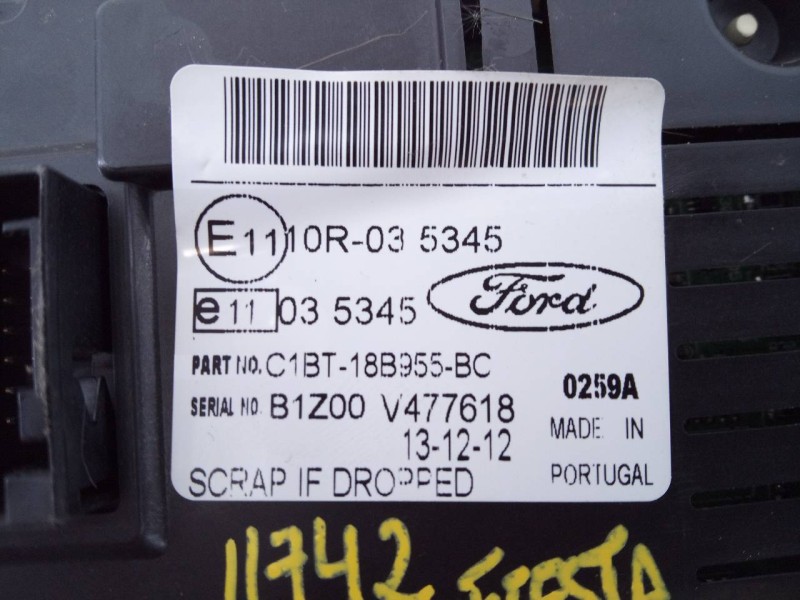 E11 10R-03 5345
e11 03 5345
Ford
PART NO. C1BT-18B955-BC
0259A
SERIAL NO. B1Z00 V477618
13-12-12
MADE IN
PORTUGAL
SCRAP IF DROPPED
11742 FIESTA